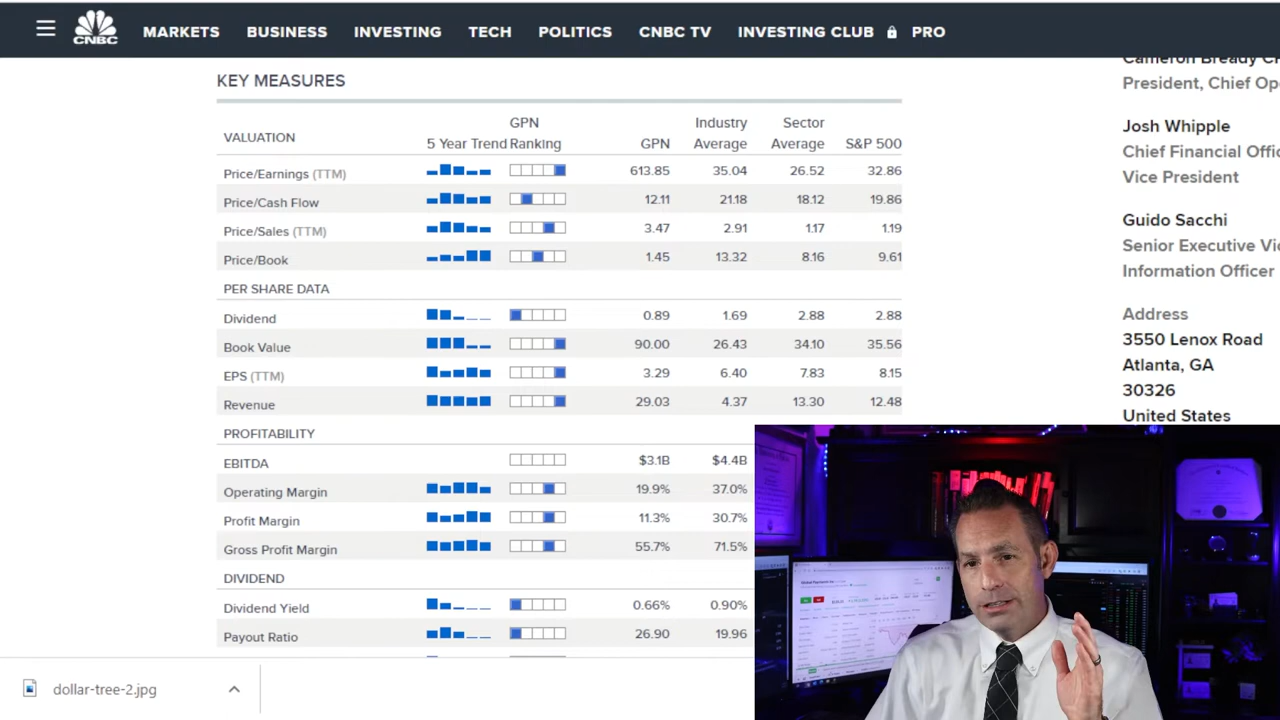 CNBC
MARKETS BUSINESS INVESTING TECH POLITICS CNBC TV INVESTING CLUB PRO
KEY MEASURES
VALUATION 5 Year Trend GPN Ranking GPN Industry Average Sector Average S&P 500
Price/Earnings (TTM) 613.85 35.04 26.52 32.86
Price/Cash Flow 12.11 21.18 18.12 19.86
Price/Sales (TTM) 3.47 2.91 1.17 1.19
Price/Book 1.45 13.32 8.16 9.61
PER SHARE DATA
Dividend 0.89 1.69 2.88 2.88
Book Value 90.00 26.43 34.10 35.56
EPS (TTM) 3.29 6.40 7.83 8.15
Revenue 29.03 4.37 13.30 12.48
PROFITABILITY
EBITDA $3.1B $4.4B
Operating Margin 19.9% 37.0%
Profit Margin 11.3% 30.7%
Gross Profit Margin 55.7% 71.5%
DIVIDEND
Dividend Yield 0.66% 0.90%
Payout Ratio 26.90 19.96
Cameron Bready
President, Chief Op
Josh Whipple
Chief Financial Offic
Vice President
Guido Sacchi
Senior Executive Vic
Information Officer
Address
3550 Lenox Road
Atlanta, GA
30326
United States
dollar-tree-2.jpg